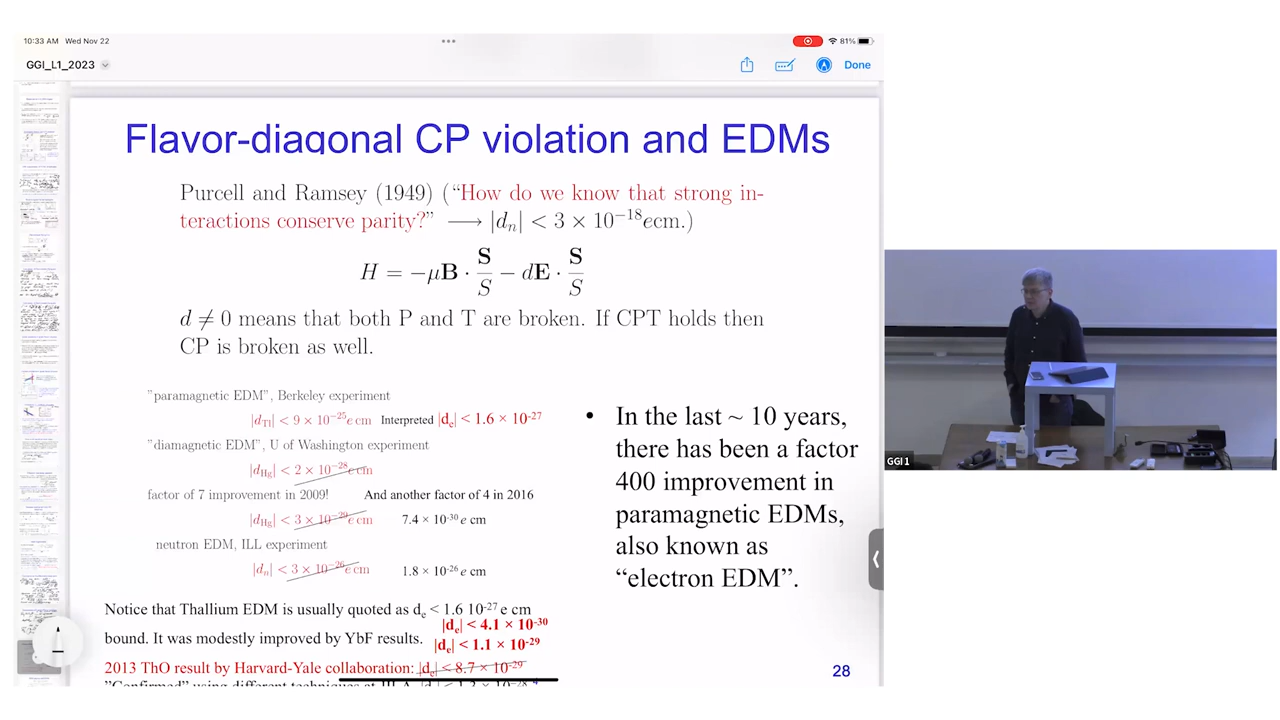 10:33 AM Wed Nov 22
81%
GGI_L1_2023
Done
Flavor-diagonal CP violation and EDMs
Purcell and Ramsey (1949) ("How do we know that strong in-
teractions conserve parity?" ⟶ |dₙ| < 3 × 10⁻¹⁸ecm.)
H = −μB · S/S − dE · S/S
d ≠ 0 means that both P and T are broken. If CPT holds then
CP is broken as well.
"paramagnetic EDM", Berkeley experiment
|d_Tl| < 9 × 10⁻²⁵e cm Interpreted |dₑ| < 1.6 × 10⁻²⁷
"diamagnetic EDM", U of Washington experiment
|d_Hg| < 2 × 10⁻²⁸e cm
factor of 7 improvement in 2009! And another factor of 4 in 2016
|d_Hg| < 3 × 10⁻²⁹e cm 7.4 × 10⁻³⁰ e cm
neutron EDM, ILL experiment
|dₙ| < 3 × 10⁻²⁶e cm 1.8 × 10⁻²⁶ e cm
Notice that Thallium EDM is usually quoted as dₑ < 1.6 10⁻²⁷ e cm
|dₑ| < 4.1 × 10⁻³⁰
bound. It was modestly improved by YbF results.
|dₑ| < 1.1 × 10⁻²⁹
2013 ThO result by Harvard-Yale collaboration: |dₑ| < 8.7 × 10⁻²⁹
• In the last ~ 10 years,
there has been a factor
400 improvement in
paramagnetic EDMs,
also known as
"electron EDM".
28
GGI 1